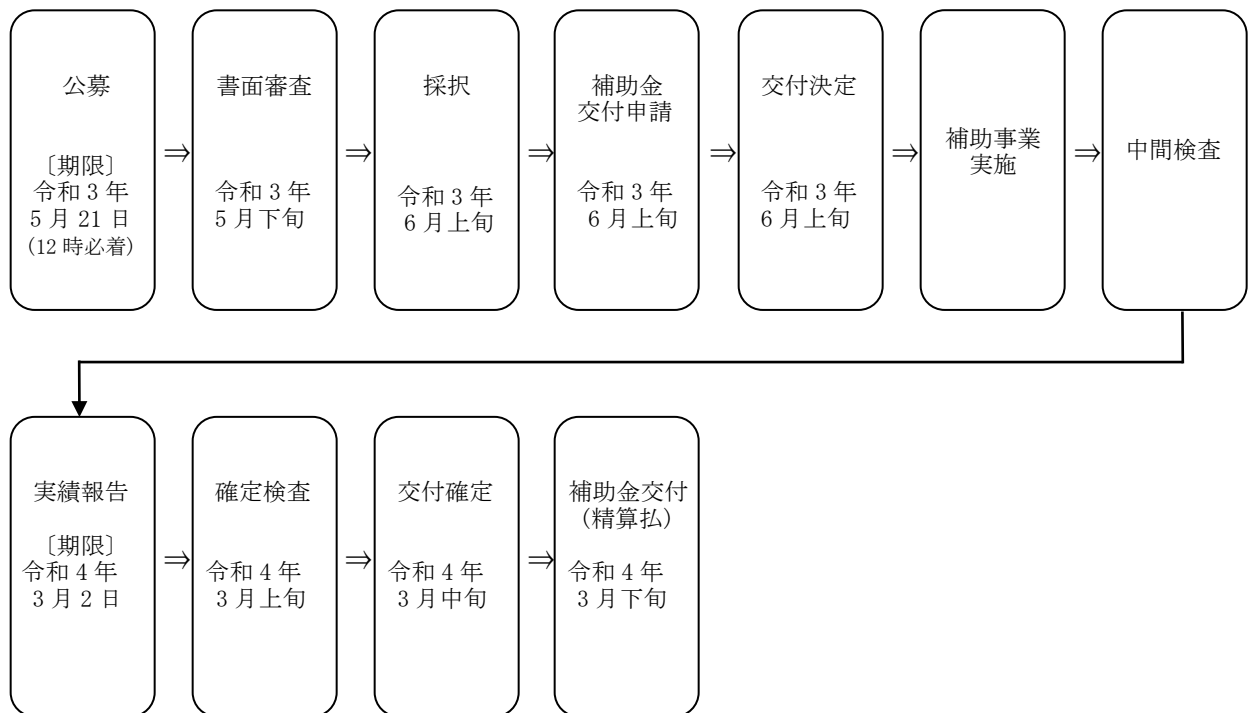 公募
〔期限〕
令和3年
5月21日
(12時必着)
⇒
書面審査
令和3年
5月下旬
⇒
採択
令和3年
6月上旬
⇒
補助金
交付申請
令和3年
6月上旬
⇒
交付決定
令和3年
6月上旬
⇒
補助事業
実施
⇒
中間検査
実績報告
〔期限〕
令和4年
3月2日
⇒
確定検査
令和4年
3月上旬
⇒
交付確定
令和4年
3月中旬
⇒
補助金交付
(精算払)
令和4年
3月下旬